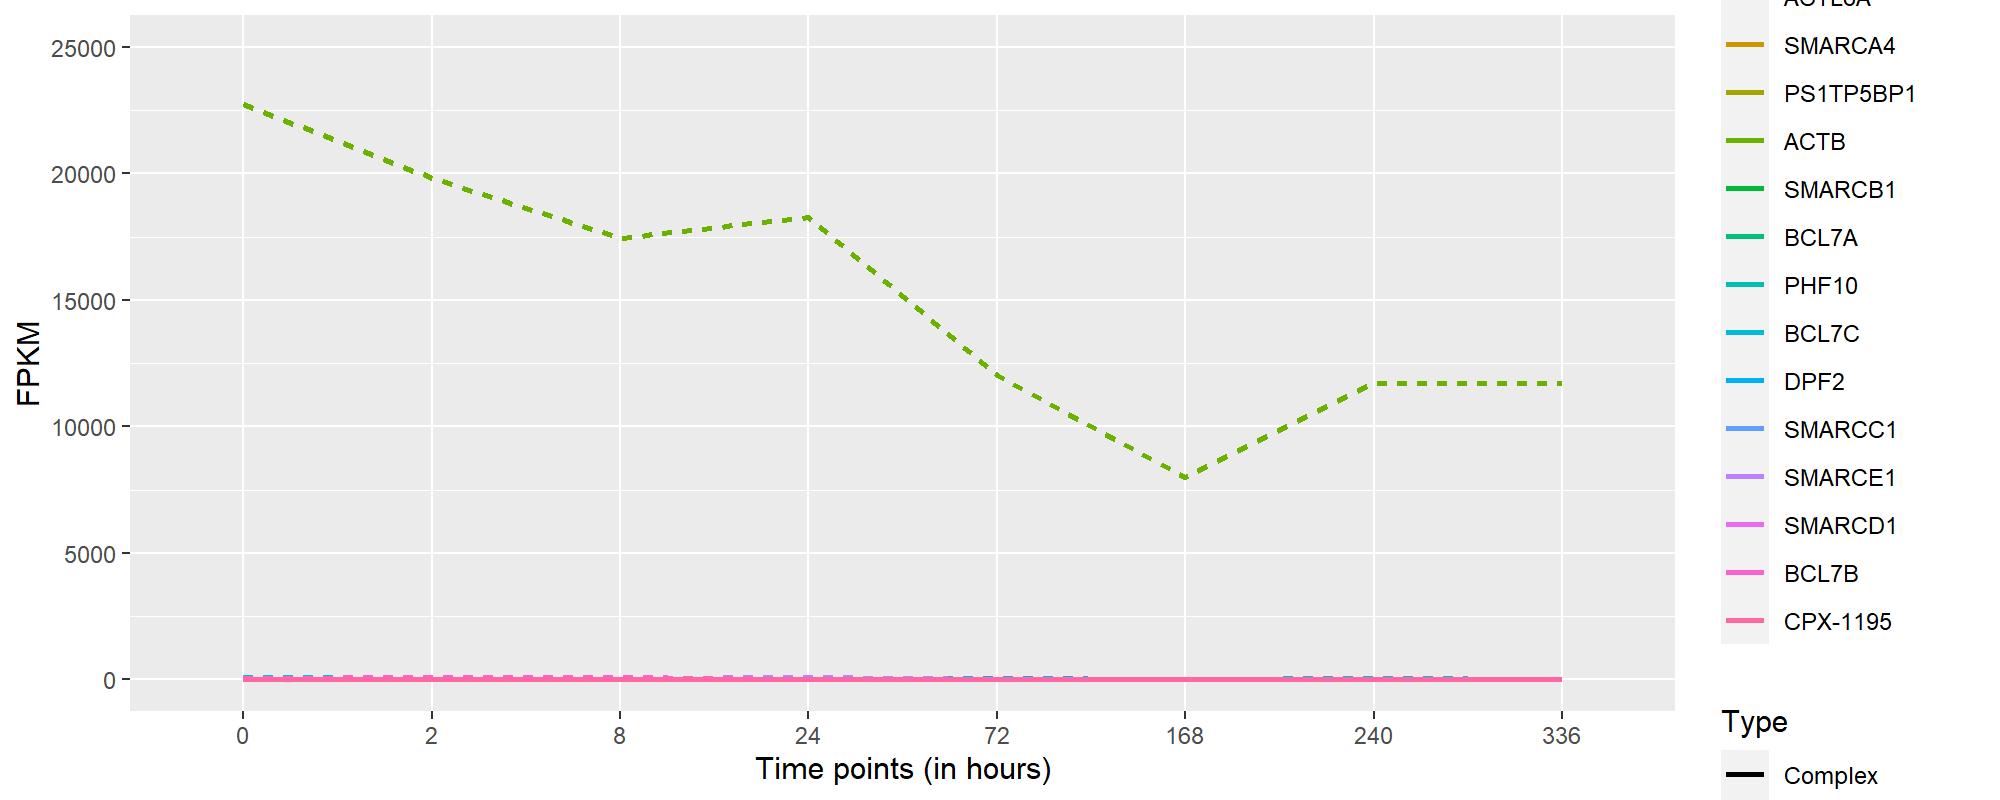 25000
20000
15000
10000
5000
0
FPKM
0 2 8 24 72 168 240 336
Time points (in hours)
SMARCA4
PS1TP5BP1
ACTB
SMARCB1
BCL7A
PHF10
BCL7C
DPF2
SMARCC1
SMARCE1
SMARCD1
BCL7B
CPX-1195
Type
Complex